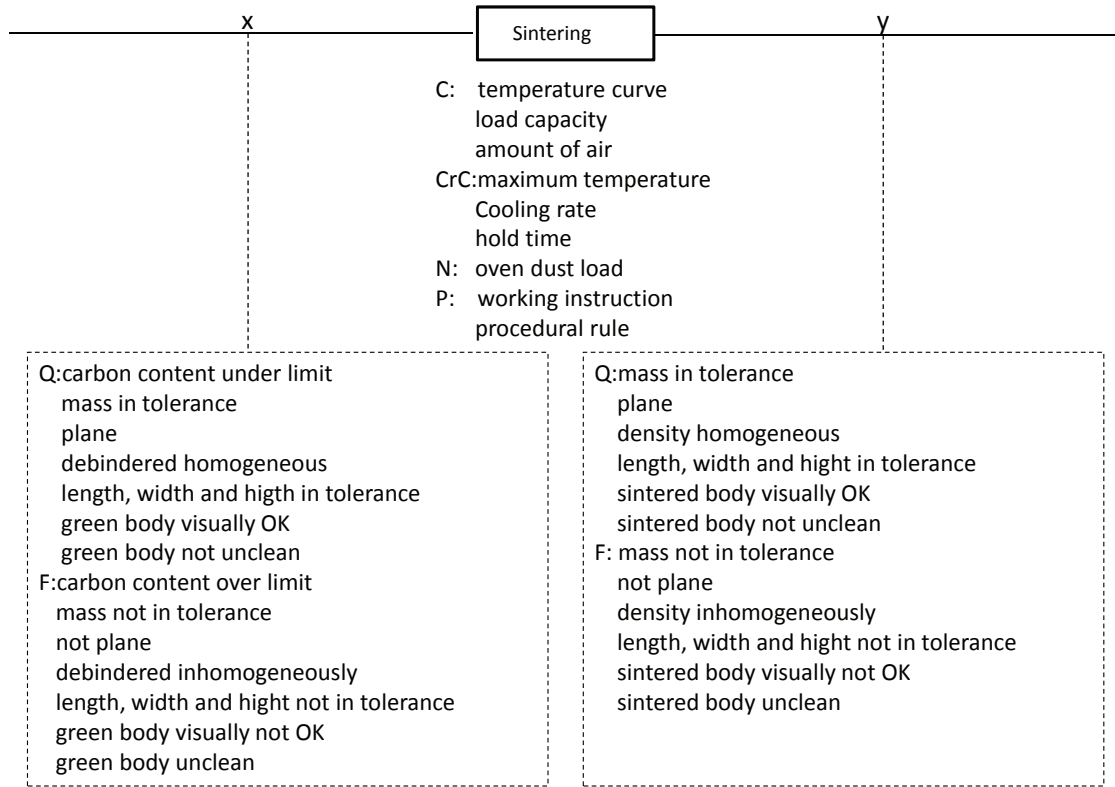 x
Sintering
y
C: temperature curve
load capacity
amount of air
CrC:maximum temperature
Cooling rate
hold time
N: oven dust load
P: working instruction
procedural rule
Q:carbon content under limit
mass in tolerance
plane
debindered homogeneous
length, width and higth in tolerance
green body visually OK
green body not unclean
F:carbon content over limit
mass not in tolerance
not plane
debindered inhomogeneously
length, width and hight not in tolerance
green body visually not OK
green body unclean
Q:mass in tolerance
plane
density homogeneous
length, width and hight in tolerance
sintered body visually OK
sintered body not unclean
F: mass not in tolerance
not plane
density inhomogeneously
length, width and hight not in tolerance
sintered body visually not OK
sintered body unclean